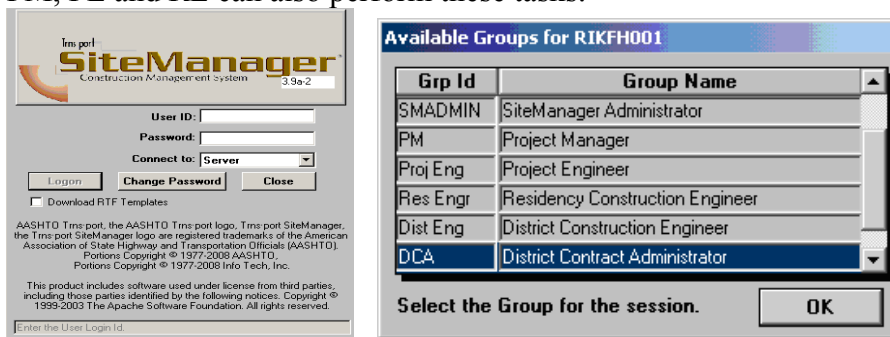 PM, PE and RE can also perform these tasks.
Trns·port
SiteManager
Construction Management System
3.9a-2
User ID:
Password:
Connect to: Server
Logon Change Password Close
Download RTF Templates
AASHTO Trns·port, the AASHTO Trns·port logo, Trns·port SiteManager,
the Trns·port SiteManager logo are registered trademarks of the American
Association of State Highway and Transportation Officials (AASHTO).
Portions Copyright © 1977-2008 AASHTO,
Portions Copyright © 1977-2008 Info Tech, Inc.
This product includes software used under license from third parties,
including those parties identified by the following notices. Copyright ©
1999-2003 The Apache Software Foundation. All rights reserved.
Enter the User Login Id.
Available Groups for RIKFH001
Grp Id Group Name
SMADMIN SiteManager Administrator
PM Project Manager
Proj Eng Project Engineer
Res Engr Residency Construction Engineer
Dist Eng District Construction Engineer
DCA District Contract Administrator
Select the Group for the session. OK